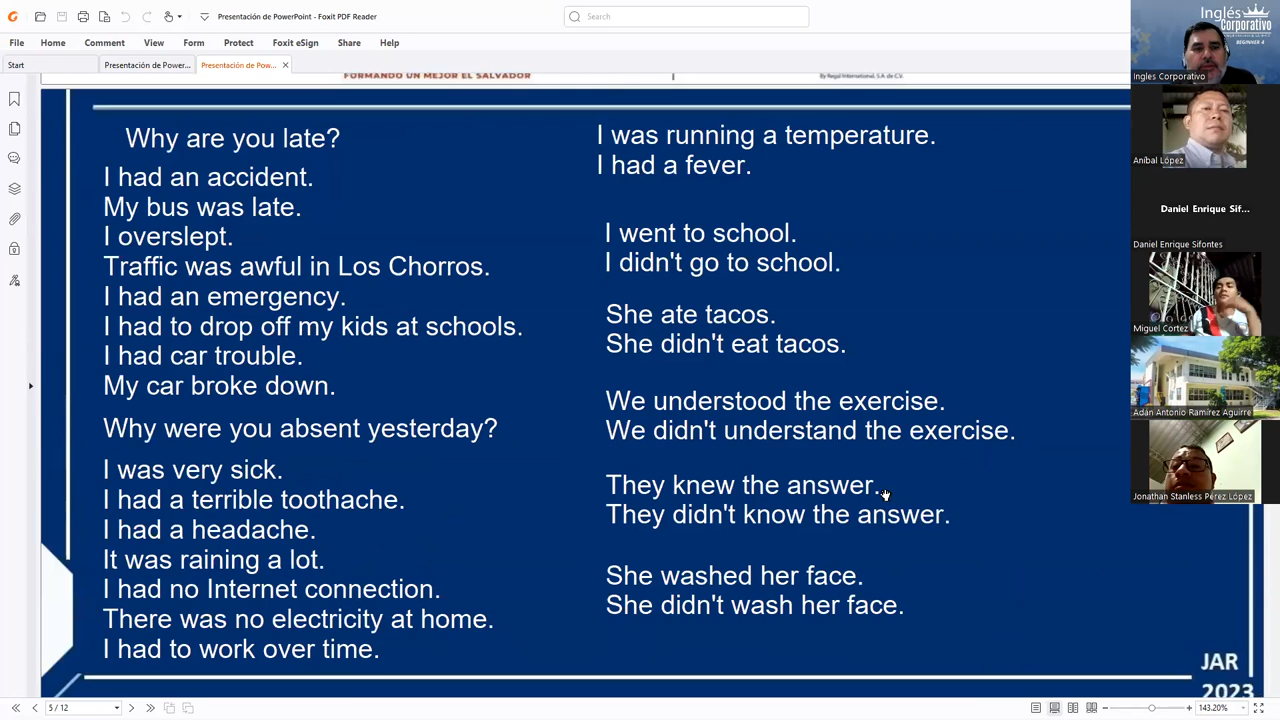 Presentación de PowerPoint - Foxit PDF Reader
Search
File
Home
Comment
View
Form
Protect
Foxit eSign
Share
Help
Start
Presentación de Power...
Presentación de Pow...
FORMANDO UN MEJOR EL SALVADOR
By Regal International, S.A. de C.V.
Why are you late?
I had an accident.
My bus was late.
I overslept.
Traffic was awful in Los Chorros.
I had an emergency.
I had to drop off my kids at schools.
I had car trouble.
My car broke down.
Why were you absent yesterday?
I was very sick.
I had a terrible toothache.
I had a headache.
It was raining a lot.
I had no Internet connection.
There was no electricity at home.
I had to work over time.
I was running a temperature.
I had a fever.
I went to school.
I didn't go to school.
She ate tacos.
She didn't eat tacos.
We understood the exercise.
We didn't understand the exercise.
They knew the answer.
They didn't know the answer.
She washed her face.
She didn't wash her face.
JAR
2023
Inglés
Corporativo
BEGINNER 4
Ingles Corporativo
Aníbal López
Daniel Enrique Sif...
Daniel Enrique Sifontes
Miguel Cortez
Adán Antonio Ramírez Aguirre
Jonathan Stanless Pérez López
5 / 12
143.20%